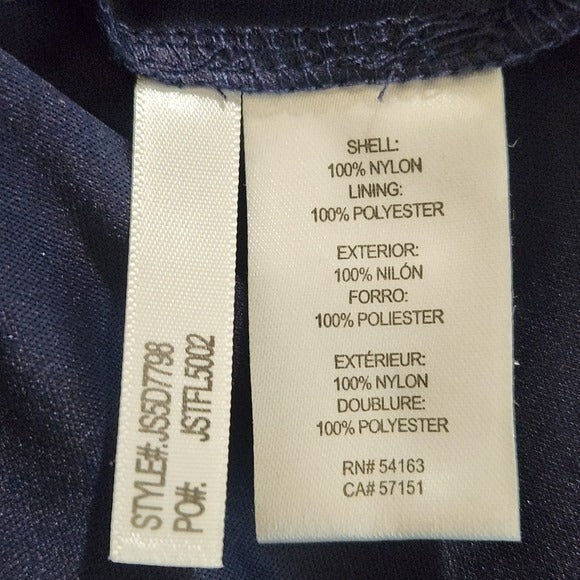 STYLE#: JS5D7798
PO#: JSTFL5002
SHELL:
100% NYLON
LINING:
100% POLYESTER
EXTERIOR:
100% NILÓN
FORRO:
100% POLIESTER
EXTÉRIEUR:
100% NYLON
DOUBLURE:
100% POLYESTER
RN# 54163
CA# 57151